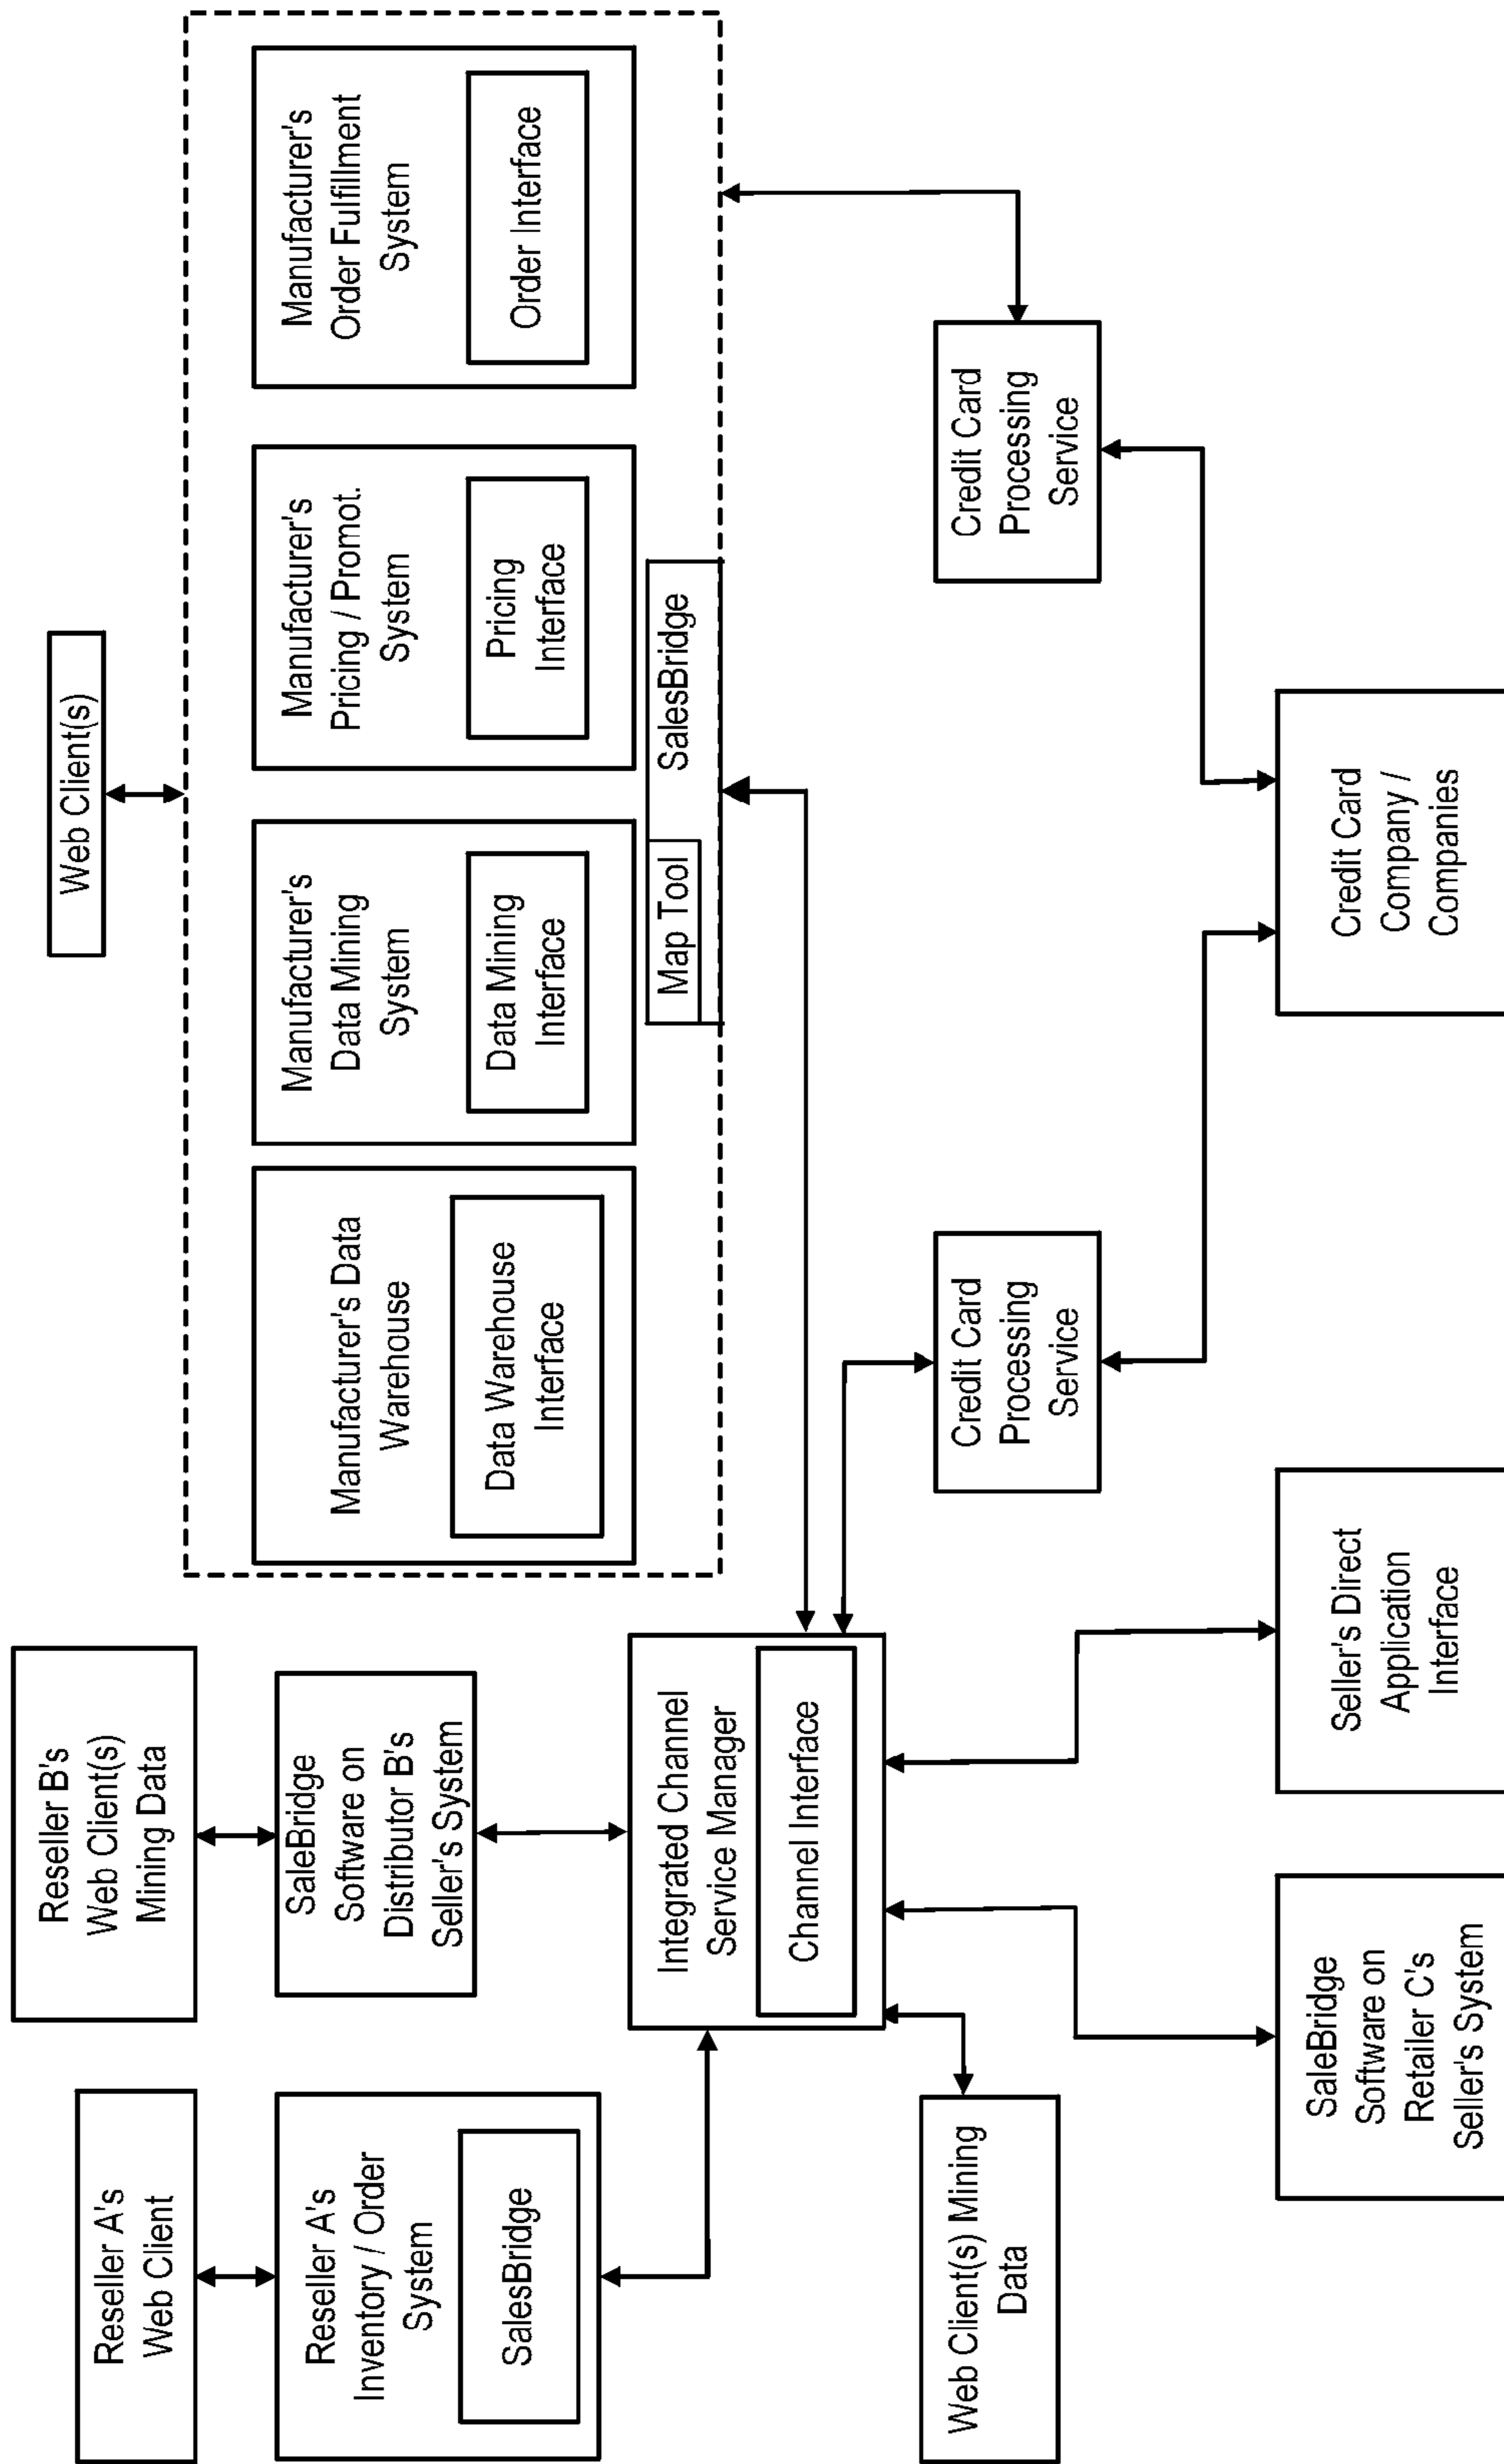 Reseller A's
Web Client
Reseller B's
Web Client(s)
Mining Data
Web Client(s)
Reseller A's
Inventory / Order
System
SalesBridge
SaleBridge
Software on
Distributor B's
Seller's System
Manufacturer's Data
Warehouse
Data Warehouse
Interface
Manufacturer's
Data Mining
System
Data Mining
Interface
Manufacturer's
Pricing / Promot.
System
Pricing
Interface
Manufacturer's
Order Fulfillment
System
Order Interface
Map Tool
SalesBridge
Integrated Channel
Service Manager
Channel Interface
Web Client(s) Mining
Data
Credit Card
Processing
Service
Credit Card
Processing
Service
SaleBridge
Software on
Retailer C's
Seller's System
Seller's Direct
Application
Interface
Credit Card
Company /
Companies